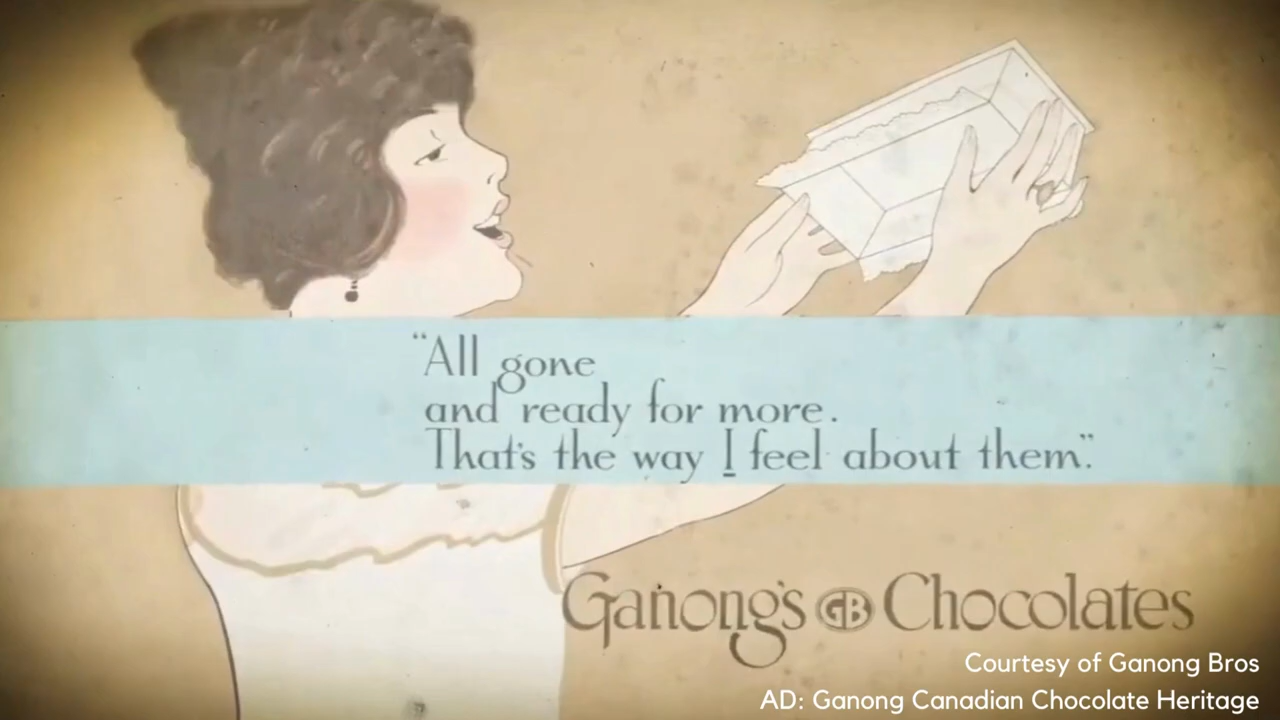 “All gone
and ready for more.
That's the way I feel about them.”
Ganong's GB Chocolates
Courtesy of Ganong Bros
AD: Ganong Canadian Chocolate Heritage